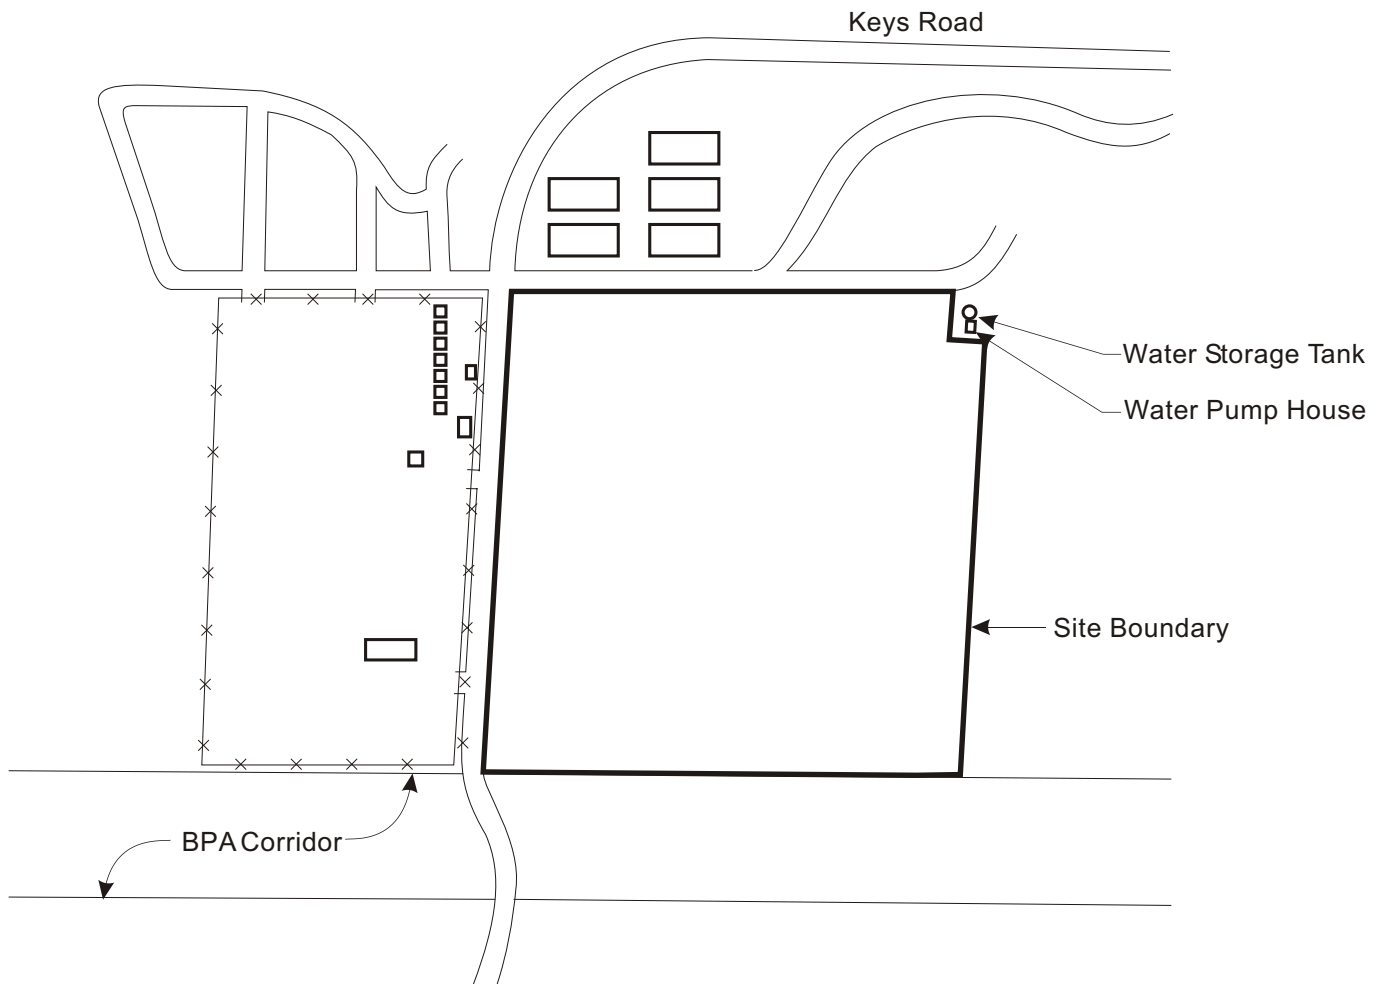 Keys Road
Water Storage Tank
Water Pump House
Site Boundary
BPA Corridor